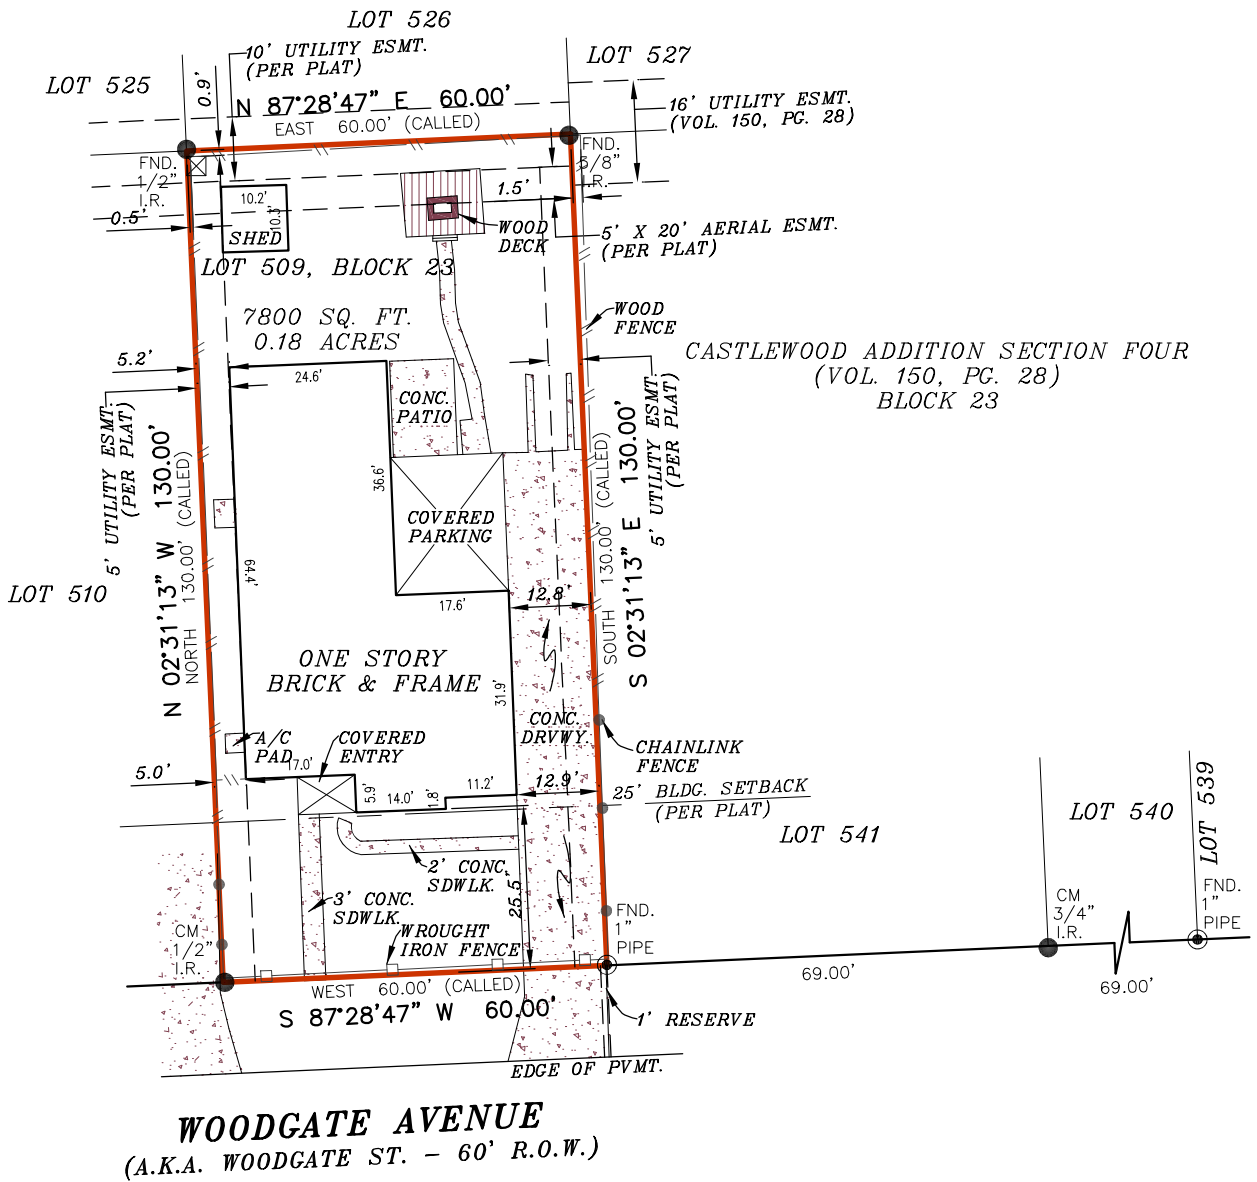 LOT 526
10' UTILITY ESMT.
(PER PLAT)
LOT 527
LOT 525
0.9'
N 87°28'47" E 60.00'
EAST 60.00' (CALLED)
16' UTILITY ESMT.
(VOL. 150, PG. 28)
FND.
1/2"
I.R.
FND.
3/8"
I.R.
0.5'
10.2'
10.3'
SHED
1.5'
WOOD
DECK
5' X 20' AERIAL ESMT.
(PER PLAT)
LOT 509, BLOCK 23
7800 SQ. FT.
0.18 ACRES
WOOD
FENCE
CASTLEWOOD ADDITION SECTION FOUR
(VOL. 150, PG. 28)
BLOCK 23
5.2'
24.6'
CONC.
PATIO
5' UTILITY ESMT.
(PER PLAT)
N 02°31'13" W 130.00'
NORTH 130.00' (CALLED)
36.6'
COVERED
PARKING
SOUTH 130.00' (CALLED)
S 02°31'13" E 130.00'
5' UTILITY ESMT.
(PER PLAT)
64.4'
LOT 510
17.6'
12.8'
ONE STORY
BRICK & FRAME
31.9'
CONC.
DRVWY.
CHAINLINK
FENCE
A/C
PAD
COVERED
ENTRY
5.0'
17.0'
5.9'
14.0'
1.8'
11.2'
12.9'
25' BLDG. SETBACK
(PER PLAT)
LOT 541
LOT 540
LOT 539
2' CONC.
SDWLK.
3' CONC.
SDWLK.
25.5'
WROUGHT
IRON FENCE
CM
1/2"
I.R.
FND.
1"
PIPE
CM
3/4"
I.R.
FND.
1"
PIPE
WEST 60.00' (CALLED)
S 87°28'47" W 60.00'
69.00'
69.00'
1' RESERVE
EDGE OF PVMT.
WOODGATE AVENUE
(A.K.A. WOODGATE ST. - 60' R.O.W.)